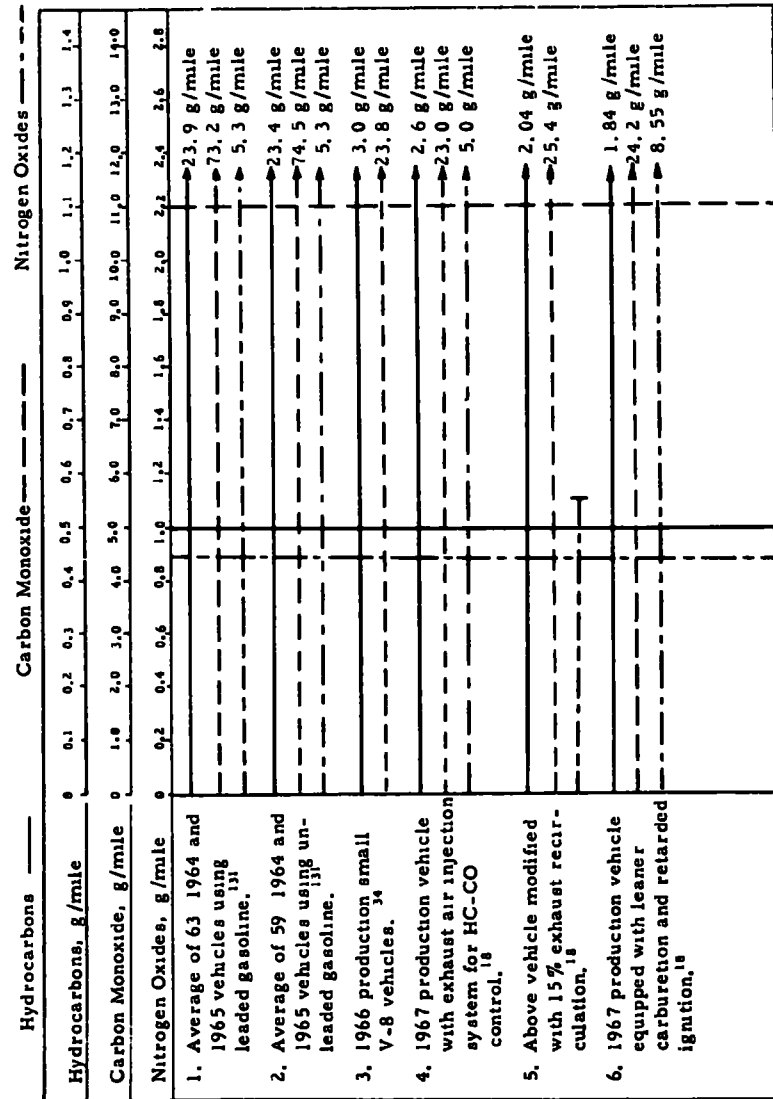 Hydrocarbons Carbon Monoxide Nitrogen Oxides
Hydrocarbons, g/mile 0 0.1 0.2 0.3 0.4 0.5 0.6 0.7 0.8 0.9 1.0 1.1 1.2 1.3 1.4
Carbon Monoxide, g/mile 0 1.0 2.0 3.0 4.0 5.0 6.0 7.0 8.0 9.0 10.0 11.0 12.0 13.0 14.0
Nitrogen Oxides, g/mile 0 0.2 0.4 0.6 0.8 1.0 1.2 1.4 1.6 1.8 2.0 2.2 2.4 2.6 2.8
1. Average of 63 1964 and 23.9 g/mile
1965 vehicles using 73.2 g/mile
leaded gasoline.131 5.3 g/mile
2. Average of 59 1964 and 23.4 g/mile
1965 vehicles using un- 74.5 g/mile
leaded gasoline.131 5.3 g/mile
3. 1966 production small 3.0 g/mile
V-8 vehicles.34 23.8 g/mile
4. 1967 production vehicle 2.6 g/mile
with exhaust air injection 23.0 g/mile
system for HC-CO 5.0 g/mile
control.18
5. Above vehicle modified 2.04 g/mile
with 15% exhaust recir- 25.4 g/mile
culation.18
6. 1967 production vehicle 1.84 g/mile
equipped with leaner 24.2 g/mile
carburetion and retarded 8.55 g/mile
ignition.18